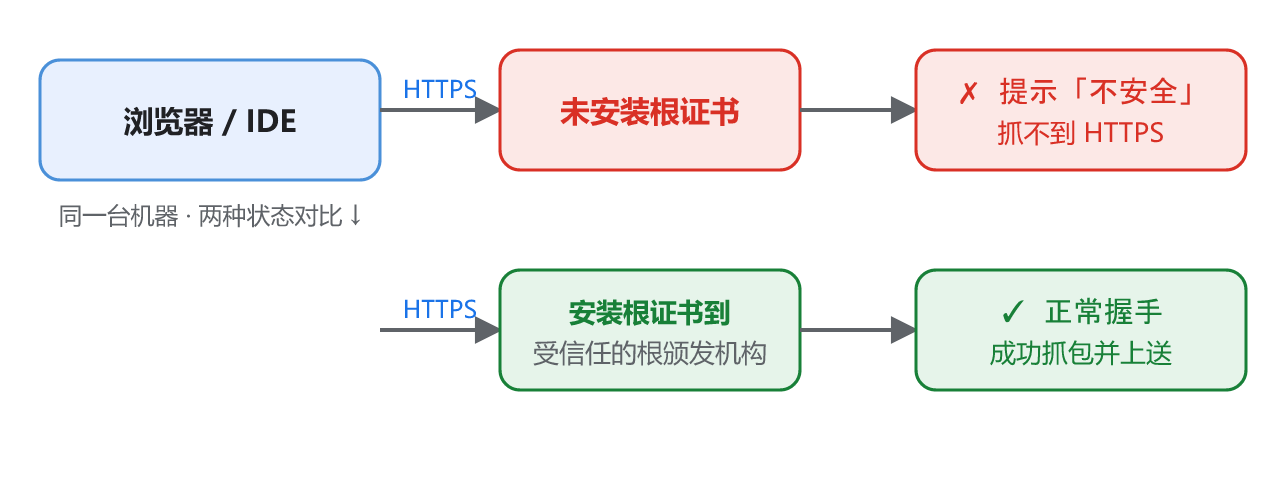 浏览器 / IDE
HTTPS
未安装根证书
✗ 提示「不安全」
抓不到 HTTPS
同一台机器 · 两种状态对比 ↓
HTTPS
安装根证书到
受信任的根颁发机构
✓ 正常握手
成功抓包并上送